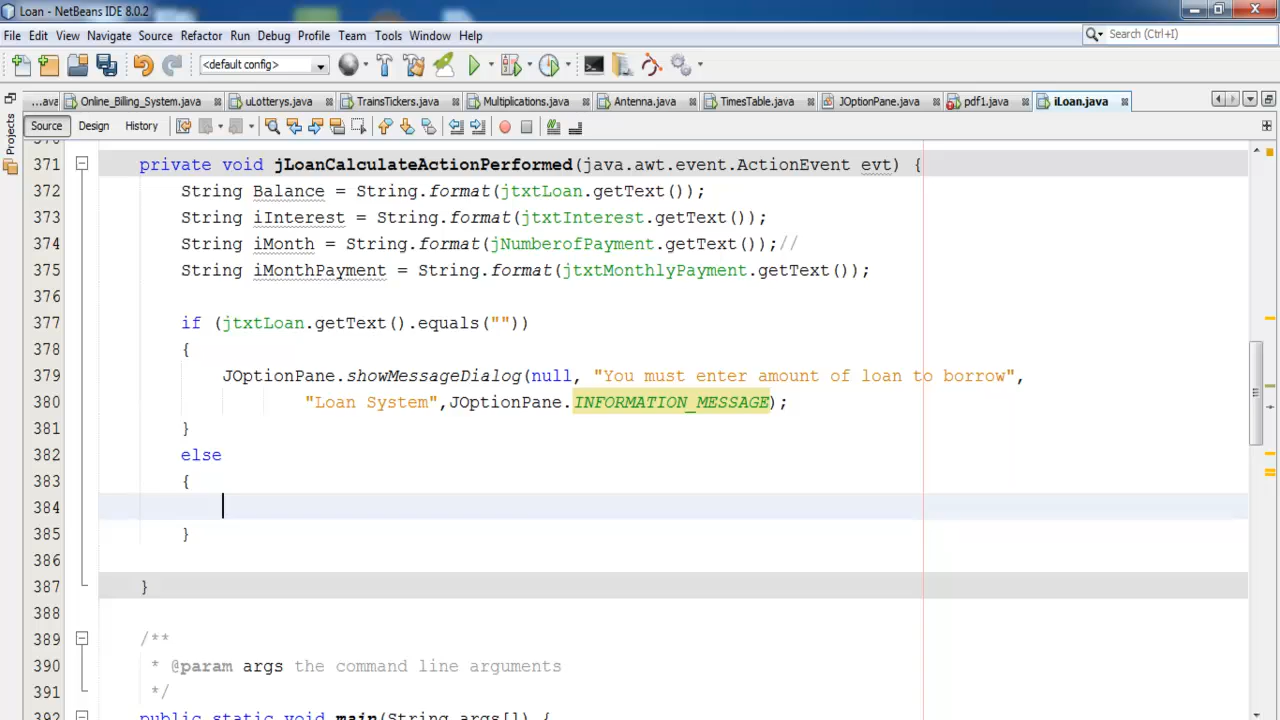 Loan - NetBeans IDE 8.0.2
File Edit View Navigate Source Refactor Run Debug Profile Team Tools Window Help
Search (Ctrl+I)
<default config>
...ava Online_Billing_System.java uLotterys.java TrainsTickers.java Multiplications.java Antenna.java TimesTable.java JOptionPane.java pdf1.java iLoan.java
Projects
Source Design History
371 private void jLoanCalculateActionPerformed(java.awt.event.ActionEvent evt) {
372 String Balance = String.format(jtxtLoan.getText());
373 String iInterest = String.format(jtxtInterest.getText());
374 String iMonth = String.format(jNumberofPayment.getText());//
375 String iMonthPayment = String.format(jtxtMonthlyPayment.getText());
376
377 if (jtxtLoan.getText().equals(""))
378 {
379 JOptionPane.showMessageDialog(null, "You must enter amount of loan to borrow",
380 "Loan System",JOptionPane.INFORMATION_MESSAGE);
381 }
382 else
383 {
384
385 }
386
387 }
388
389 /**
390 * @param args the command line arguments
391 */
392 public static void main(String args[]) {